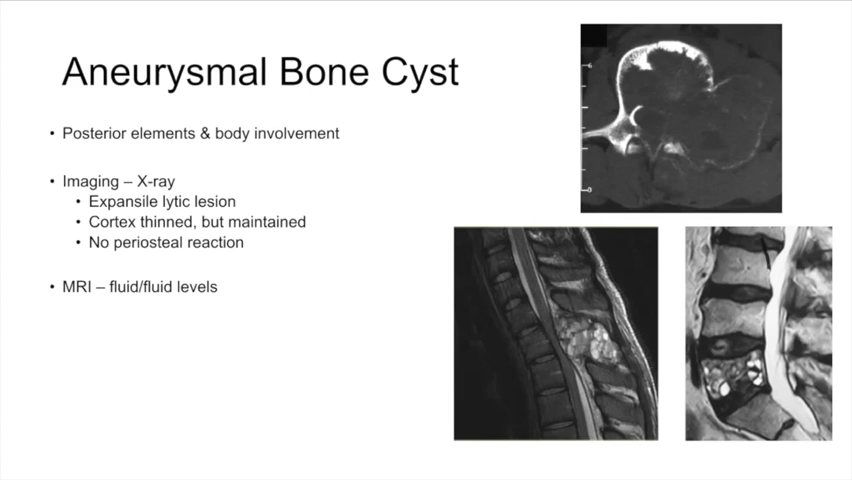 Aneurysmal Bone Cyst
• Posterior elements & body involvement
• Imaging – X-ray
• Expansile lytic lesion
• Cortex thinned, but maintained
• No periosteal reaction
• MRI – fluid/fluid levels